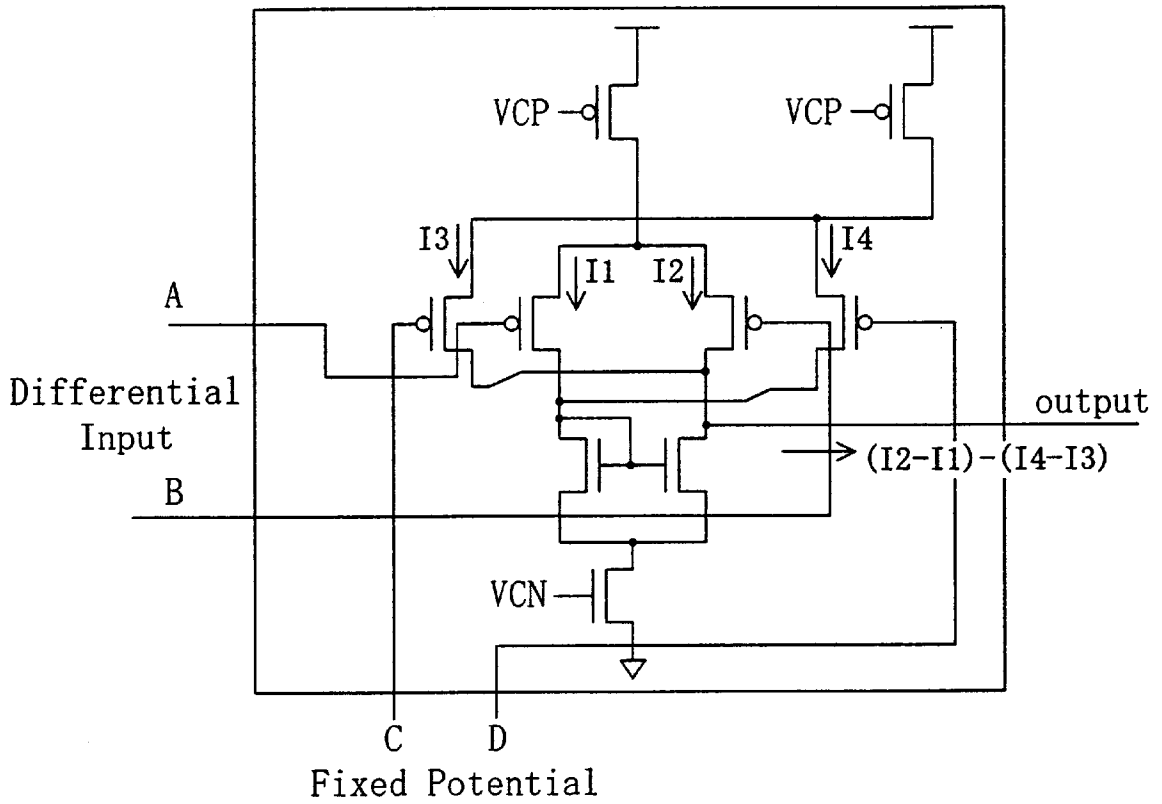 VCP VCP
I3 I1 I2 I4
A
Differential
Input
output
(I2-I1)-(I4-I3)
B
VCN
C D
Fixed Potential